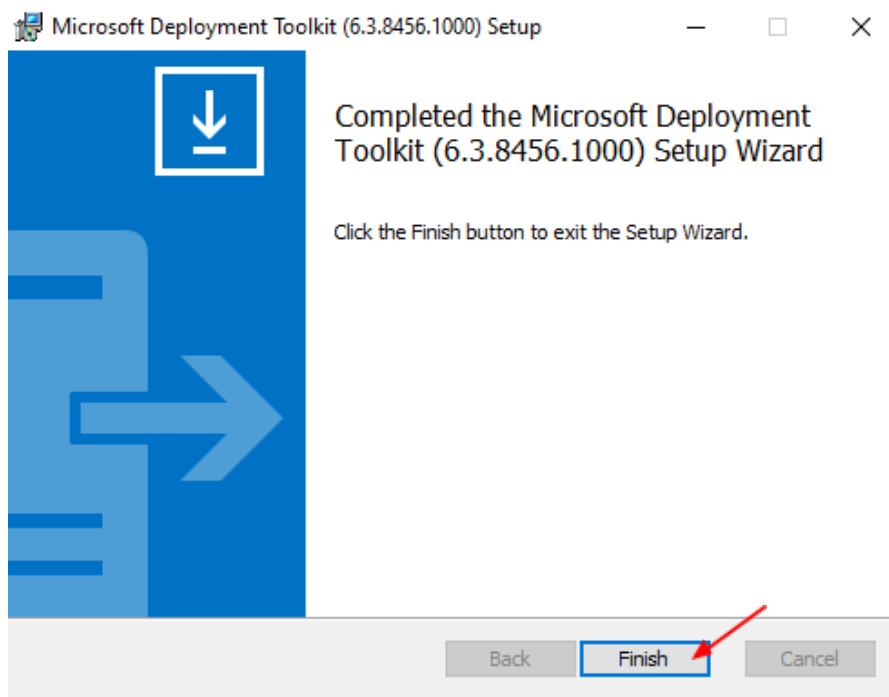 Microsoft Deployment Toolkit (6.3.8456.1000) Setup
Completed the Microsoft Deployment
Toolkit (6.3.8456.1000) Setup Wizard
Click the Finish button to exit the Setup Wizard.
Back Finish Cancel